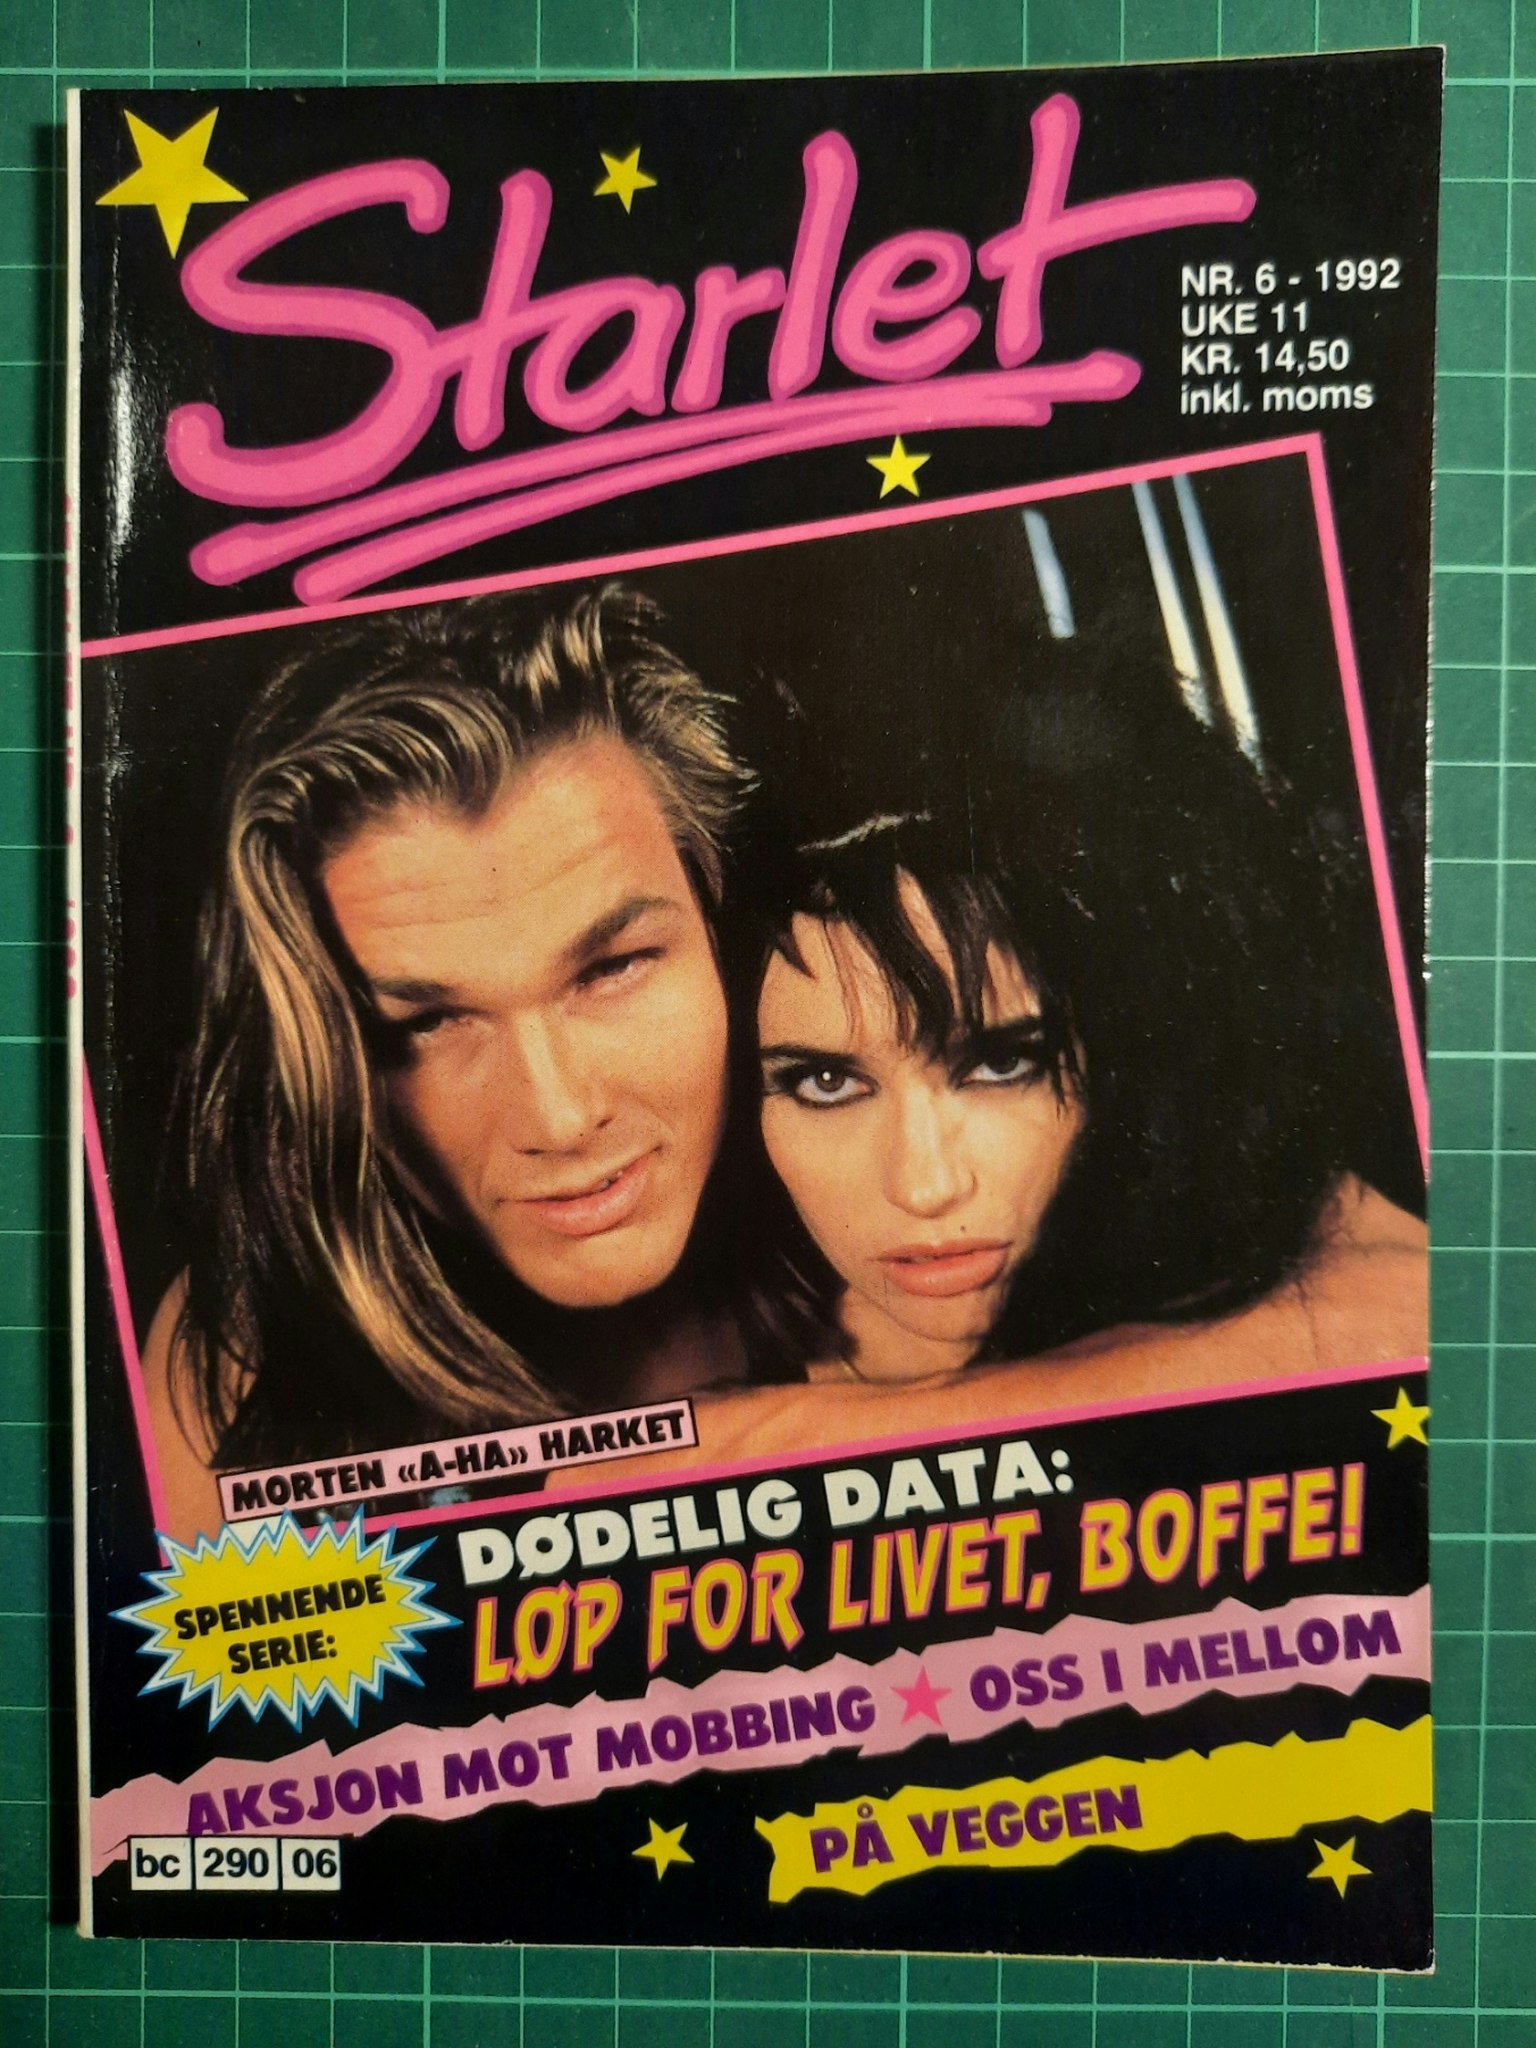 Starlet
NR. 6 - 1992
UKE 11
KR. 14,50
inkl. moms
MORTEN «A-HA» HARKET
DØDELIG DATA:
LØP FOR LIVET, BOFFE!
SPENNENDE
SERIE:
AKSJON MOT MOBBING ★ OSS I MELLOM
PÅ VEGGEN
bc 290 06